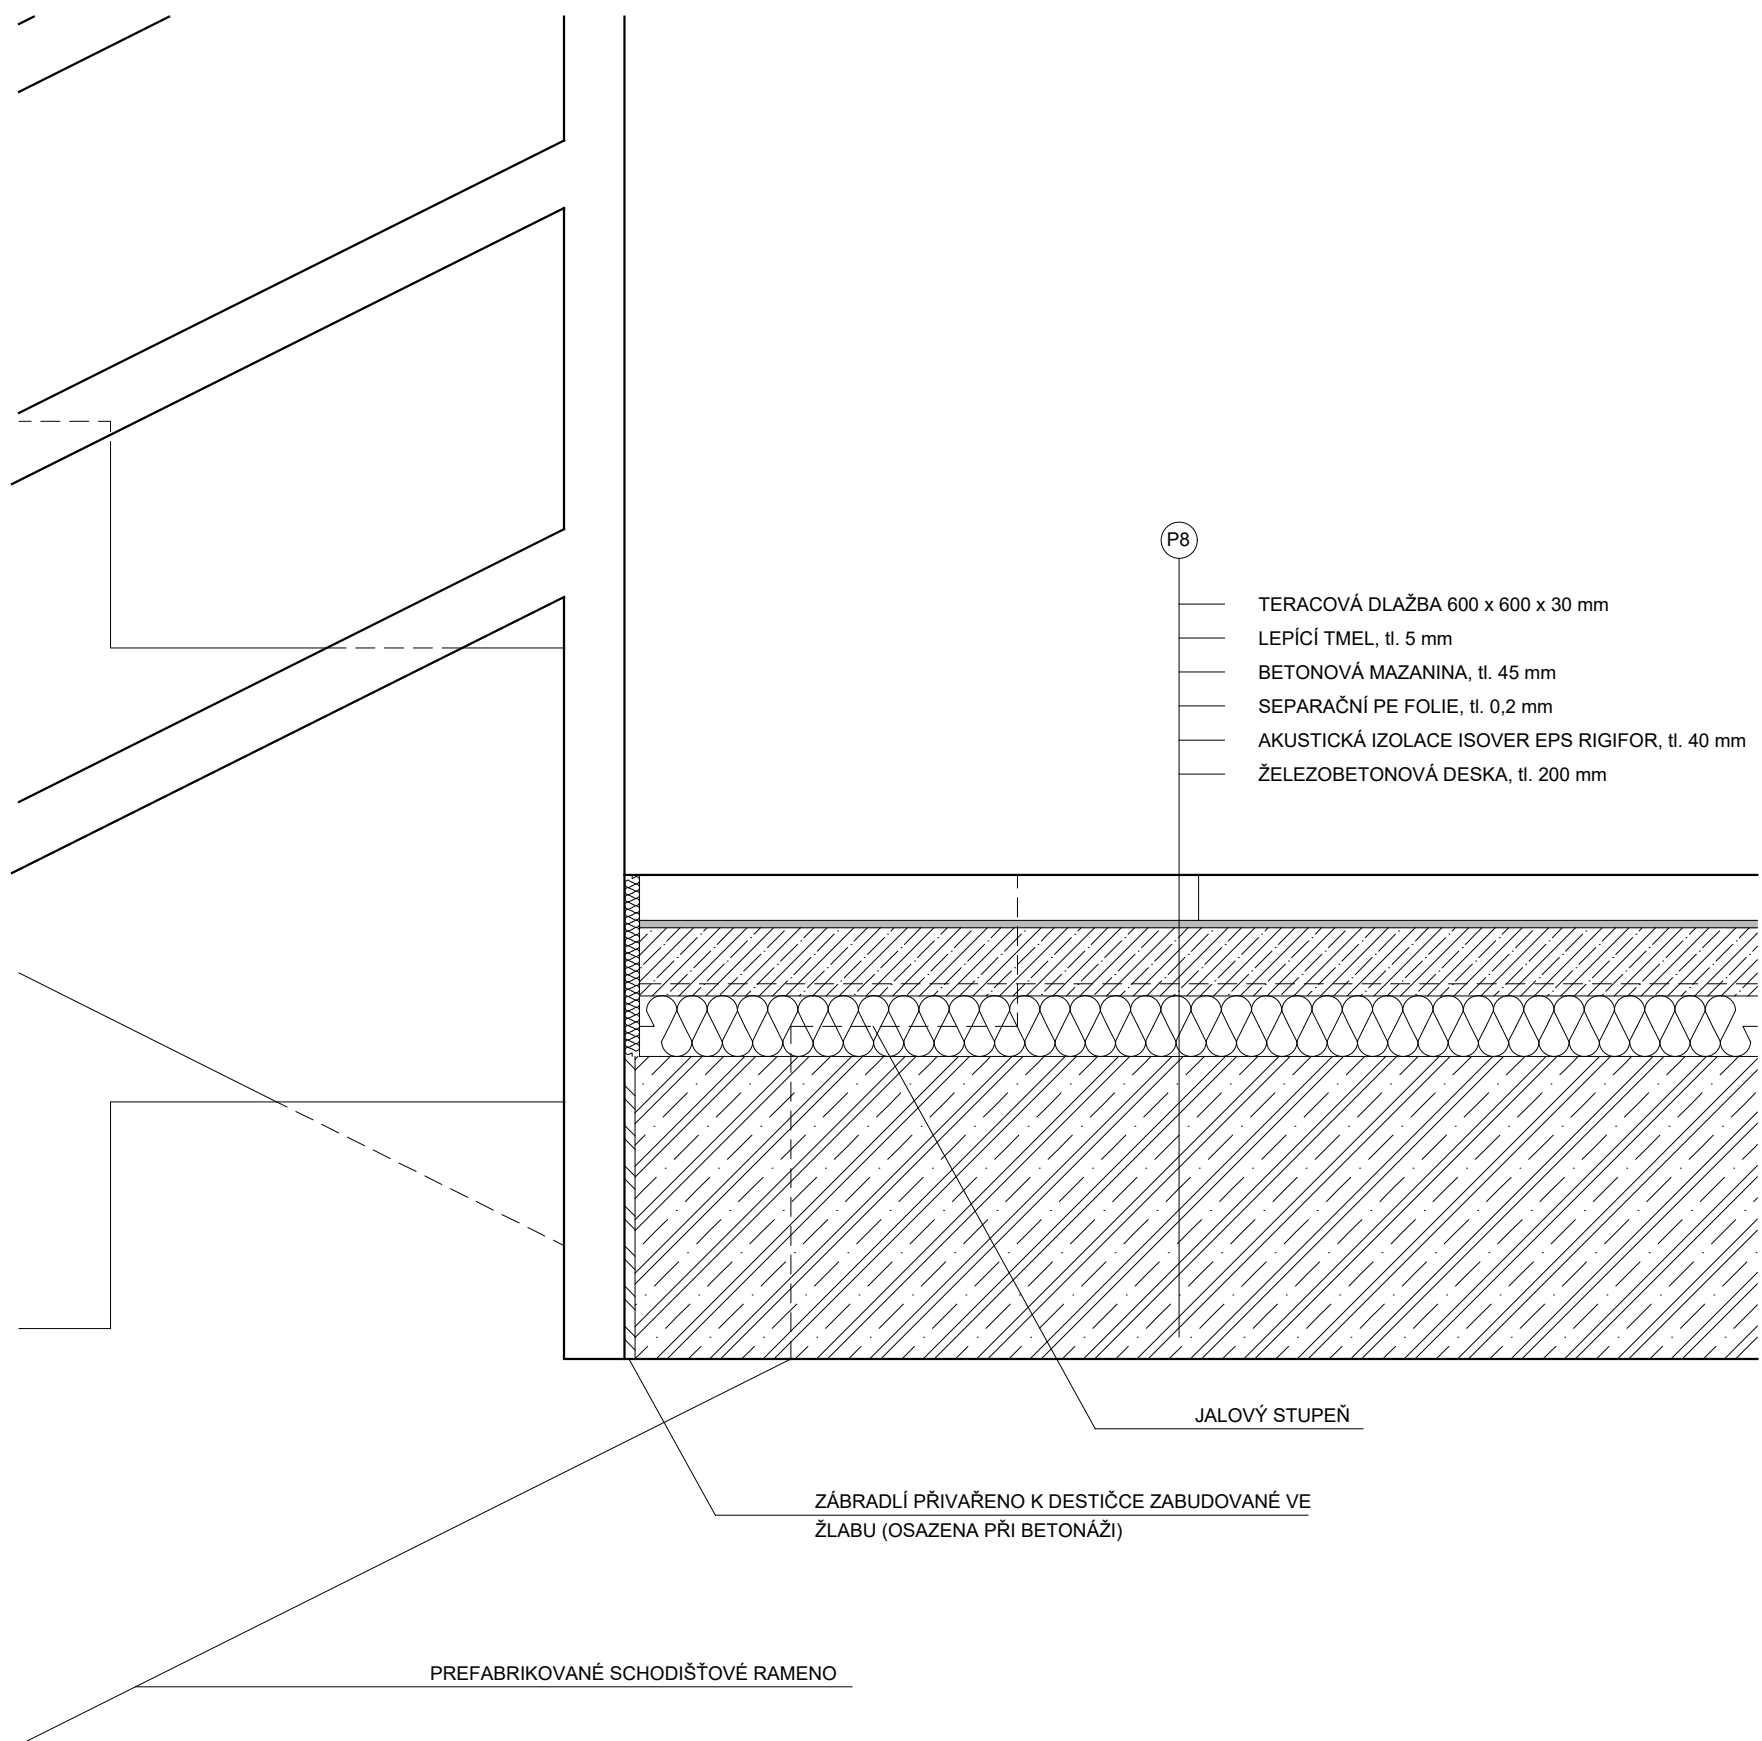 P8
TERACOVÁ DLAŽBA 600 x 600 x 30 mm
LEPÍCÍ TMEL, tl. 5 mm
BETONOVÁ MAZANINA, tl. 45 mm
SEPARAČNÍ PE FOLIE, tl. 0,2 mm
AKUSTICKÁ IZOLACE ISOVER EPS RIGIFOR, tl. 40 mm
ŽELEZOBETONOVÁ DESKA, tl. 200 mm
JALOVÝ STUPEŇ
ZÁBRADLÍ PŘIVAŘENO K DESTIČCE ZABUDOVANÉ VE
ŽLABU (OSAZENA PŘI BETONÁŽI)
PREFABRIKOVANÉ SCHODIŠŤOVÉ RAMENO